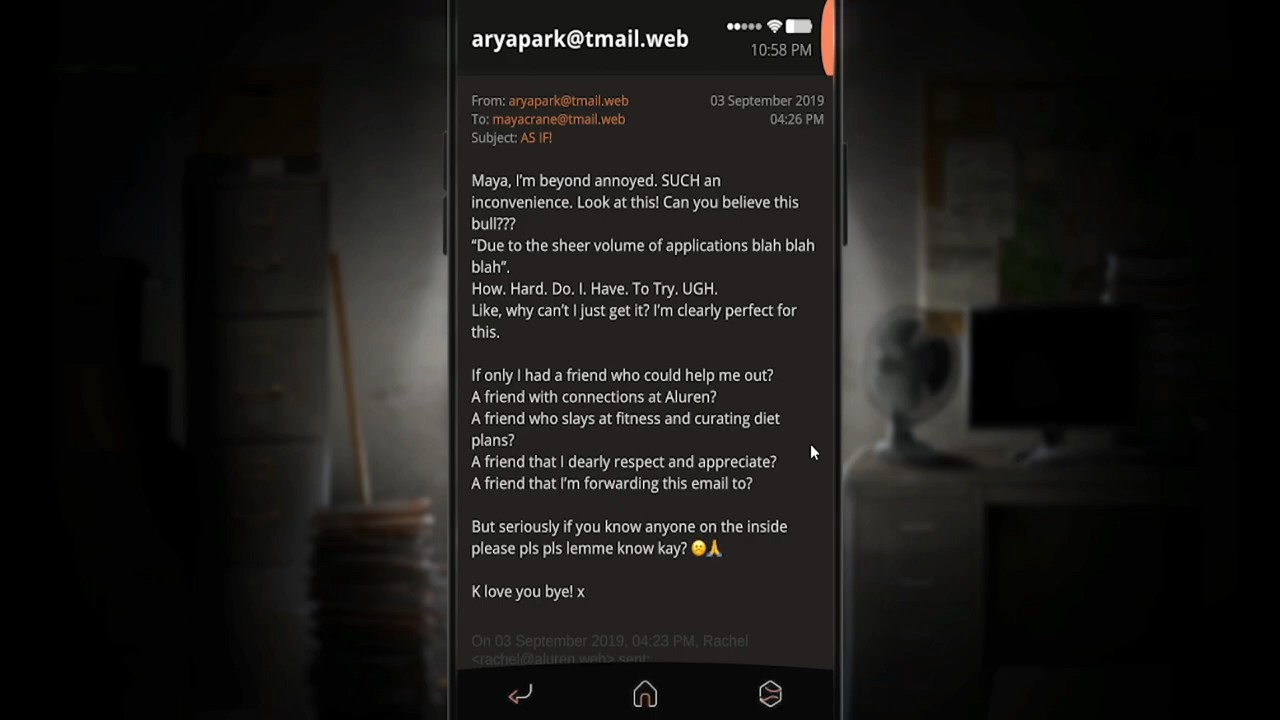 aryapark@tmail.web
10:58 PM
From: aryapark@tmail.web
03 September 2019
To: mayacrane@tmail.web
04:26 PM
Subject: AS IF!
Maya, I'm beyond annoyed. SUCH an
inconvenience. Look at this! Can you believe this
bull???
“Due to the sheer volume of applications blah blah
blah”.
How. Hard. Do. I. Have. To Try. UGH.
Like, why can't I just get it? I'm clearly perfect for
this.
If only I had a friend who could help me out?
A friend with connections at Aluren?
A friend who slays at fitness and curating diet
plans?
A friend that I dearly respect and appreciate?
A friend that I'm forwarding this email to?
But seriously if you know anyone on the inside
please pls pls lemme know kay? 😕🙏
K love you bye! x
On 03 September 2019, 04:23 PM, Rachel
<rachel@aluren.web> sent: